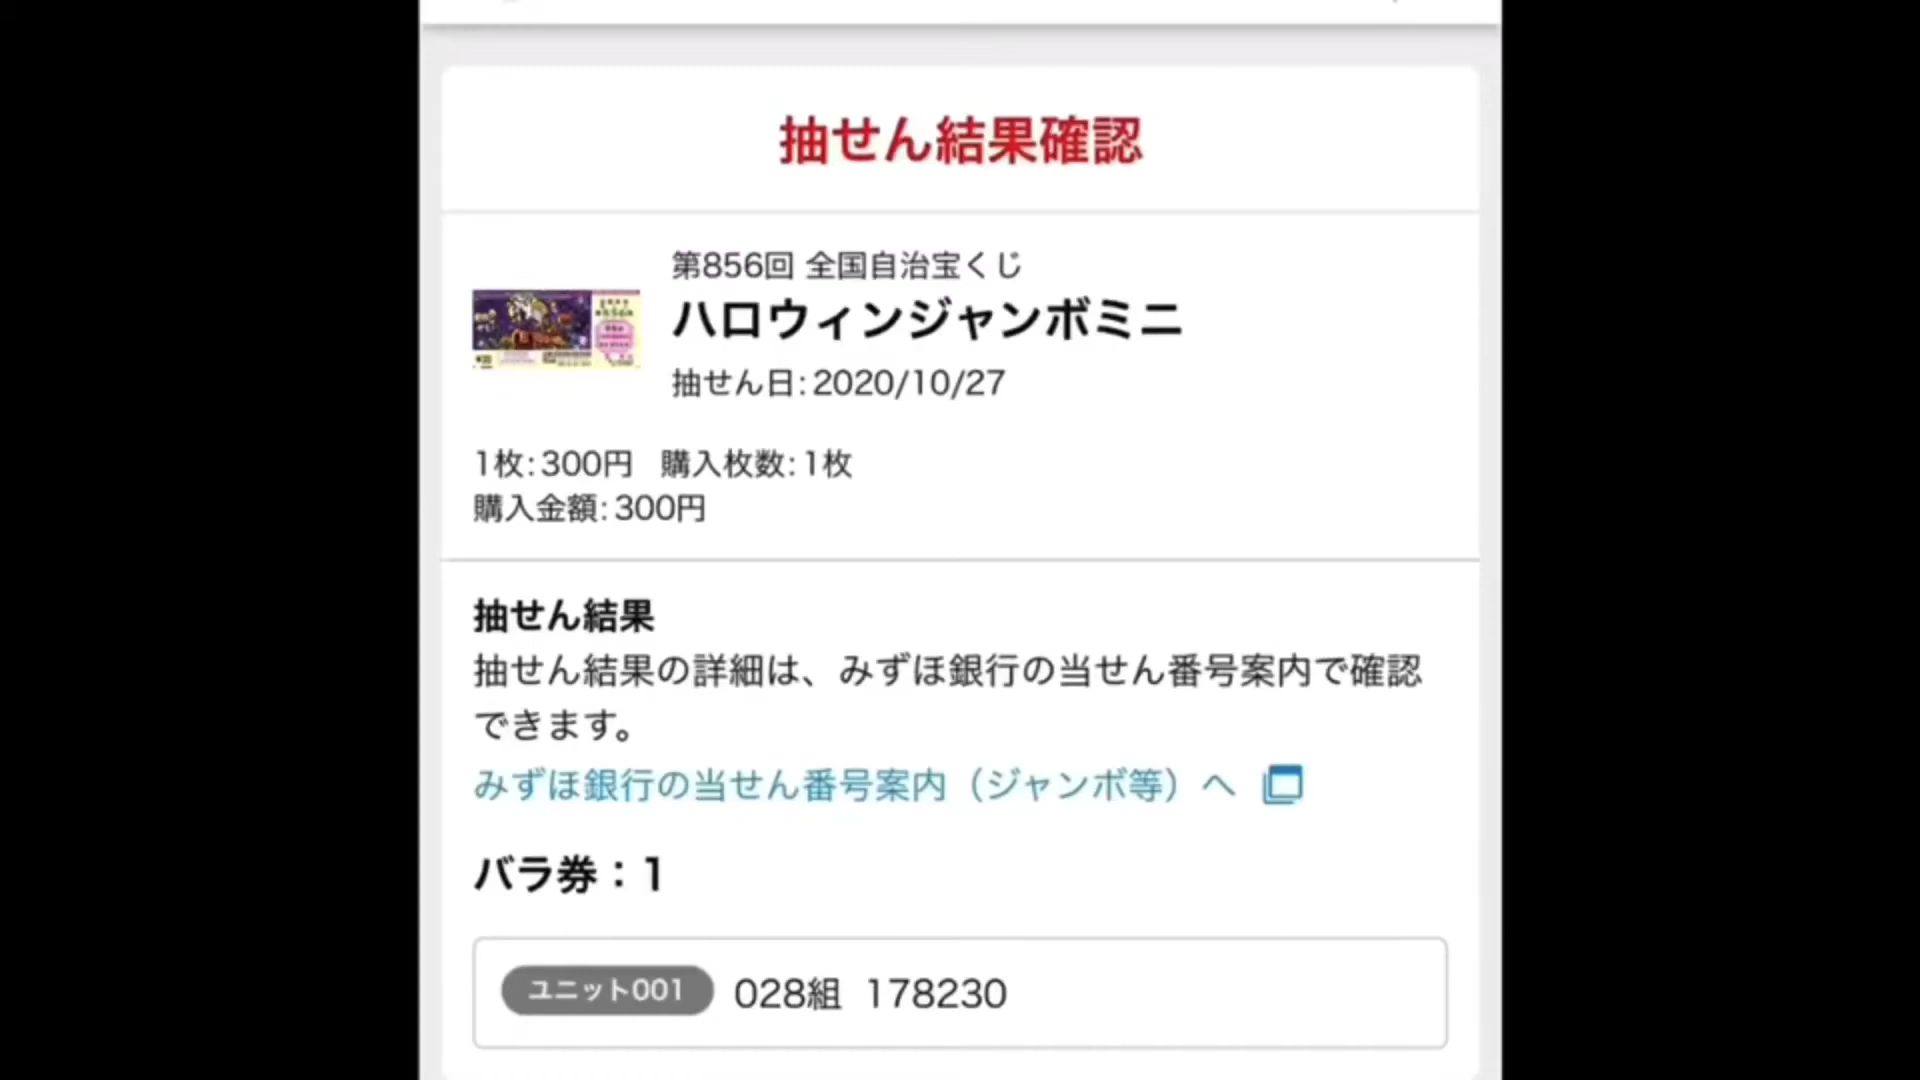 抽せん結果確認
第856回 全国自治宝くじ
ハロウィンジャンボミニ
抽せん日:2020/10/27
1枚:300円 購入枚数:1枚
購入金額:300円
抽せん結果
抽せん結果の詳細は、みずほ銀行の当せん番号案内で確認
できます。
みずほ銀行の当せん番号案内（ジャンボ等）へ
バラ券：1
ユニット001 028組 178230